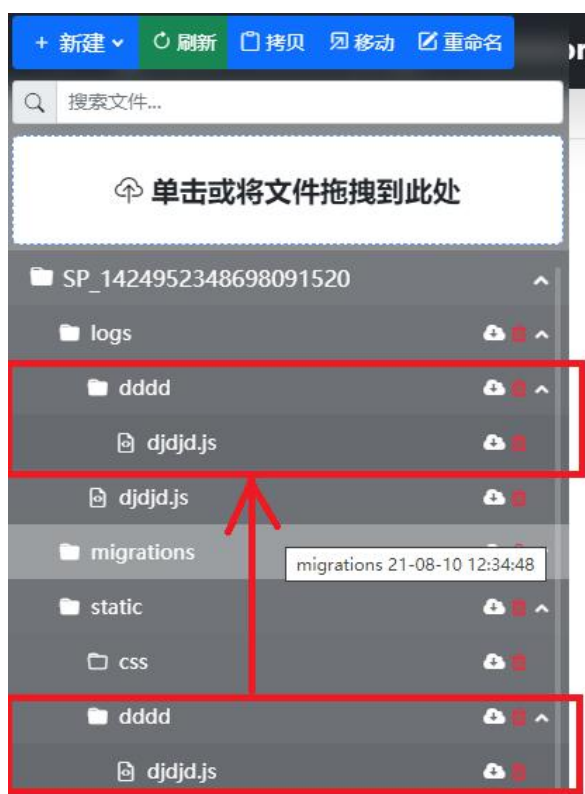 + 新建 刷新 拷贝 移动 重命名
搜索文件...
单击或将文件拖拽到此处
SP_1424952348698091520
logs
dddd
djdjd.js
djdjd.js
migrations
migrations 21-08-10 12:34:48
static
css
dddd
djdjd.js